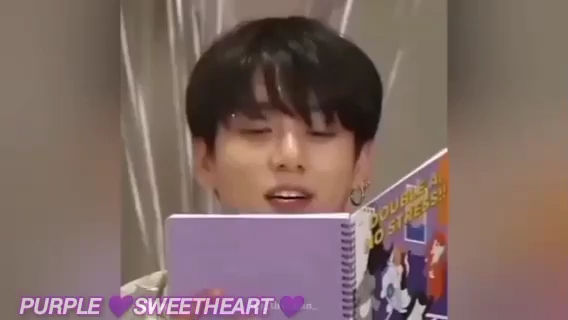 DOUBLE A
NO STRESS!!
PURPLE 💜SWEETHEART 💜